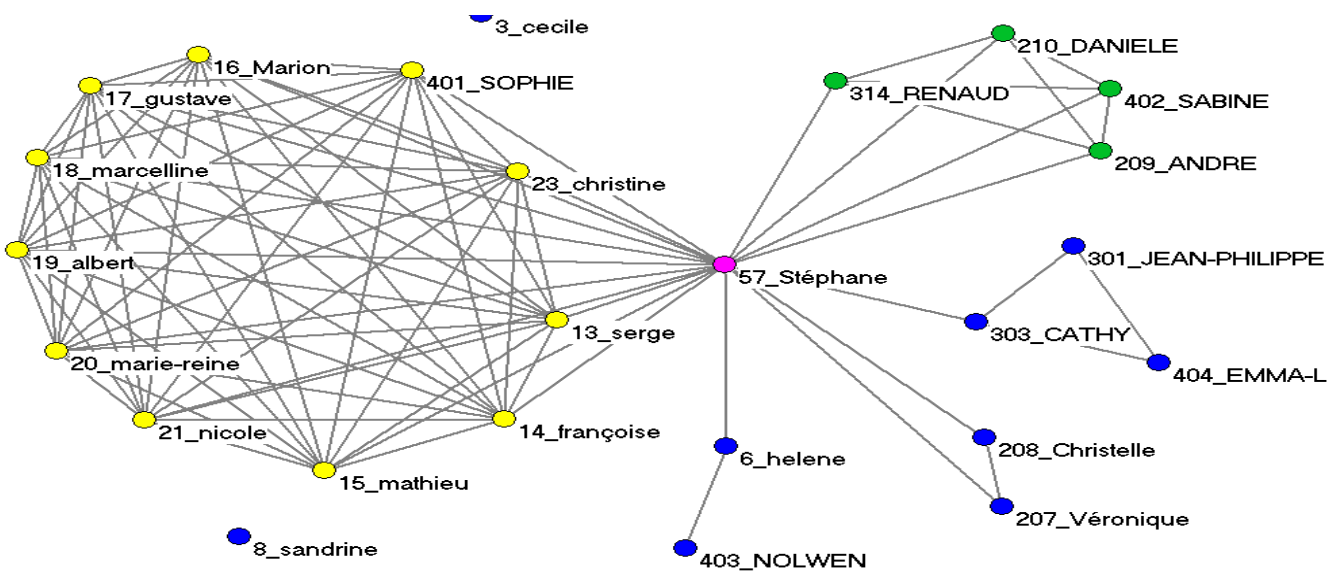 3_cecile
210_DANIELE
16_Marion
401_SOPHIE
314_RENAUD
17_gustave
402_SABINE
209_ANDRE
18_marcelline
23_christine
19_albert
301_JEAN-PHILIPPE
57_Stéphane
13_serge
303_CATHY
20_marie-reine
404_EMMA-L
21_nicole
14_françoise
208_Christelle
6_helene
15_mathieu
207_Véronique
8_sandrine
403_NOLWEN